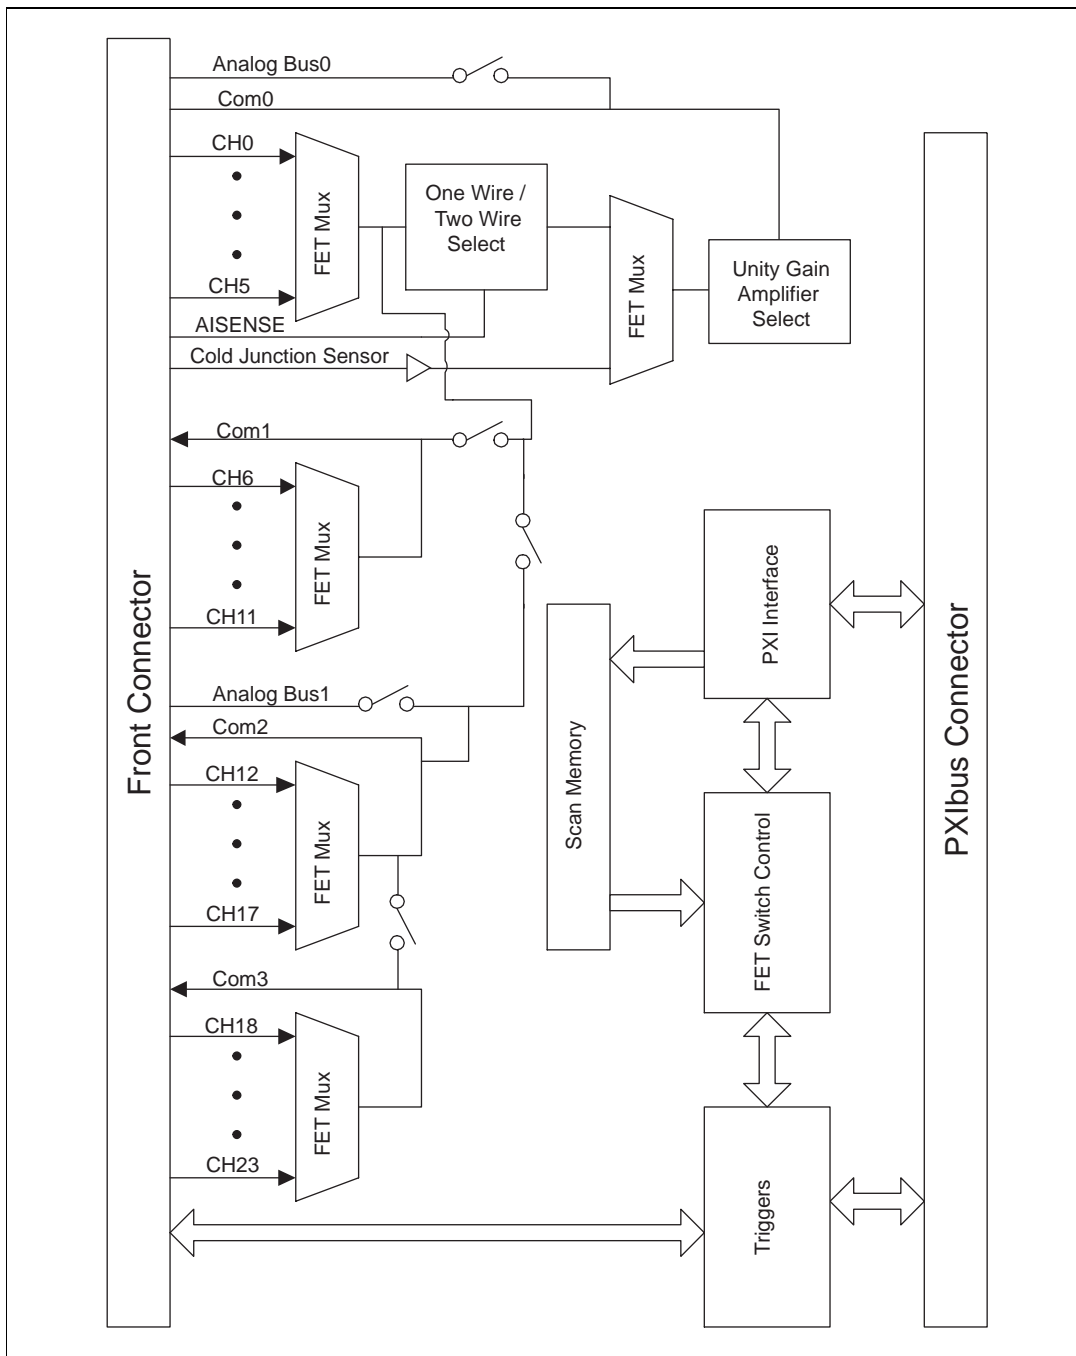 Front Connector
Analog Bus0
Com0
CH0
CH5
FET Mux
One Wire /
Two Wire
Select
FET Mux
Unity Gain
Amplifier
Select
AISENSE
Cold Junction Sensor
Com1
CH6
CH11
FET Mux
Analog Bus1
Com2
CH12
CH17
FET Mux
Com3
CH18
CH23
FET Mux
Scan Memory
PXI Interface
FET Switch Control
Triggers
PXIbus Connector